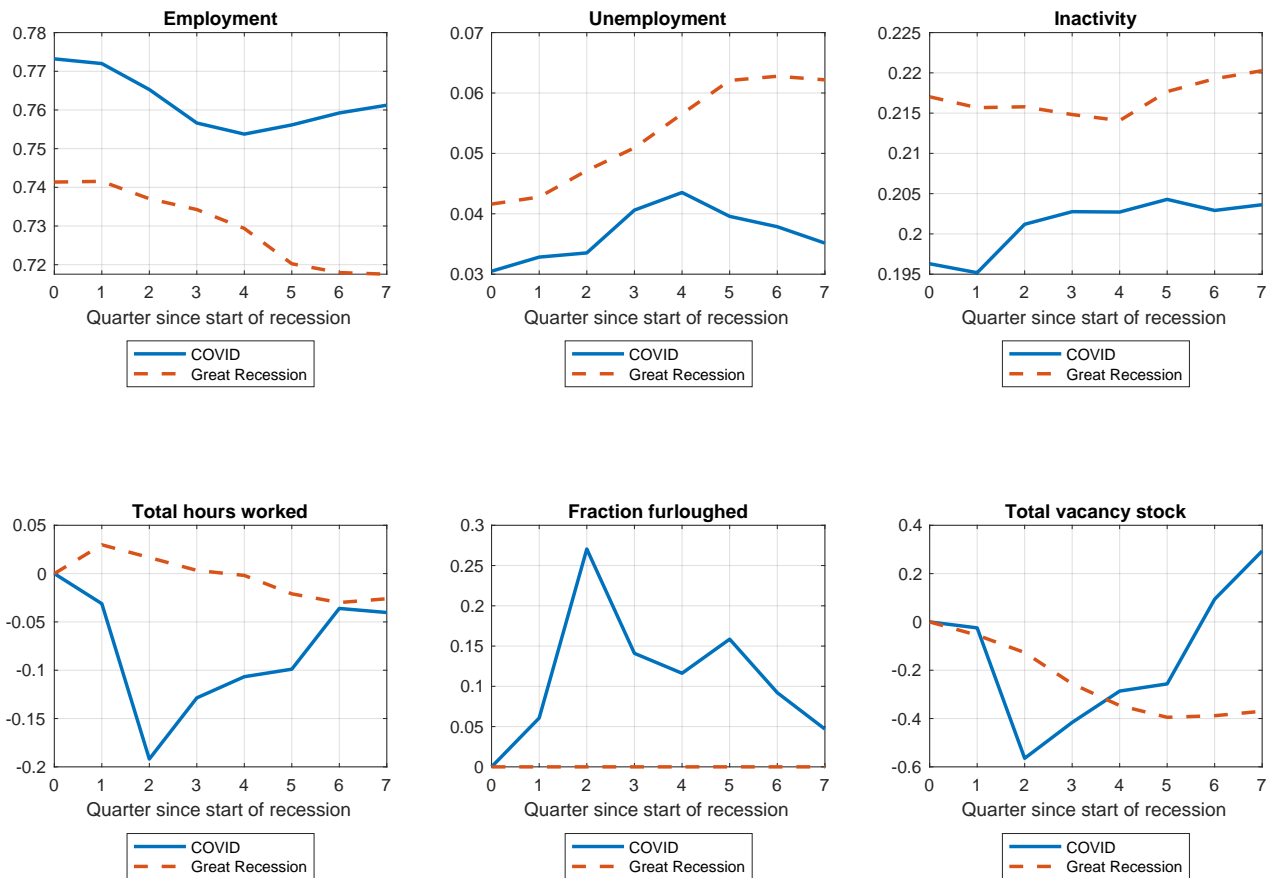 Employment
0.78
0.77
0.76
0.75
0.74
0.73
0.72
0 1 2 3 4 5 6 7
Quarter since start of recession
COVID
Great Recession
Unemployment
0.07
0.06
0.05
0.04
0.03
0 1 2 3 4 5 6 7
Quarter since start of recession
COVID
Great Recession
Inactivity
0.225
0.22
0.215
0.21
0.205
0.2
0.195
0 1 2 3 4 5 6 7
Quarter since start of recession
COVID
Great Recession
Total hours worked
0.05
0
-0.05
-0.1
-0.15
-0.2
0 1 2 3 4 5 6 7
Quarter since start of recession
COVID
Great Recession
Fraction furloughed
0.3
0.25
0.2
0.15
0.1
0.05
0
0 1 2 3 4 5 6 7
Quarter since start of recession
COVID
Great Recession
Total vacancy stock
0.4
0.2
0
-0.2
-0.4
-0.6
0 1 2 3 4 5 6 7
Quarter since start of recession
COVID
Great Recession